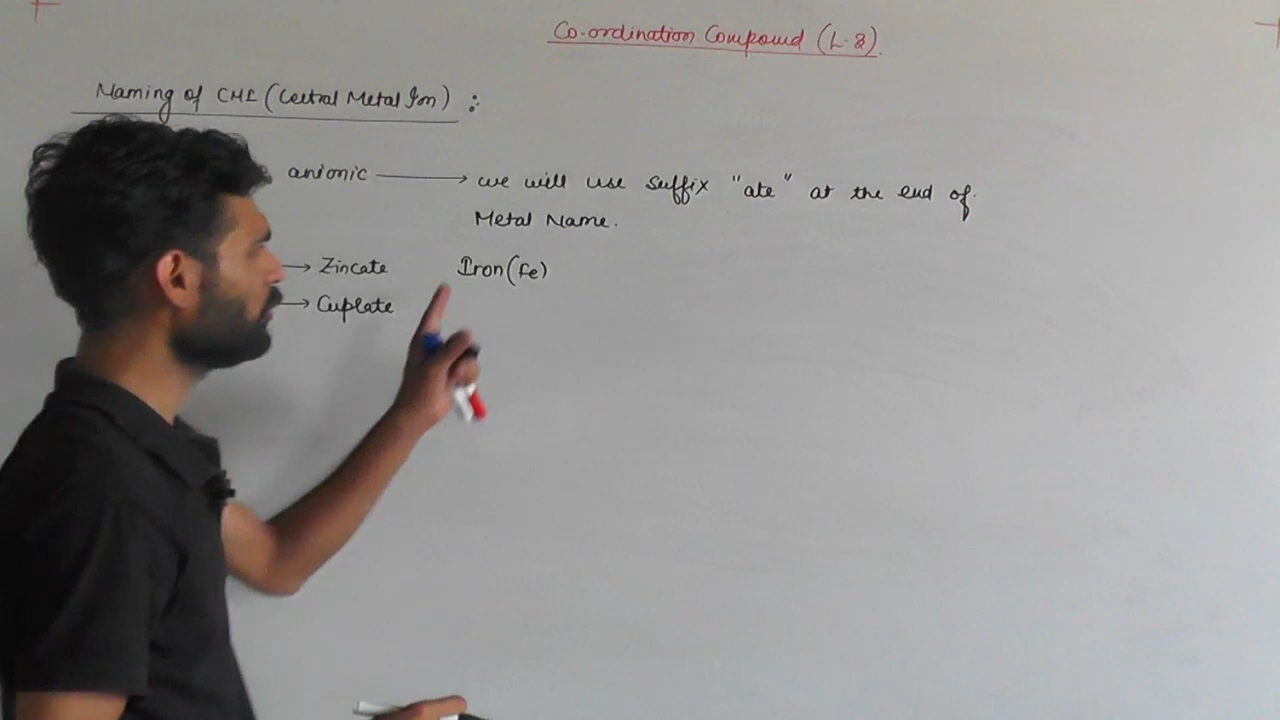 Co-ordination Compound (L-8).
Naming of CMI (Central Metal Ion) :
anionic → we will use suffix "ate" at the end of
Metal Name.
→ Zincate Iron (Fe)
→ Cuplate